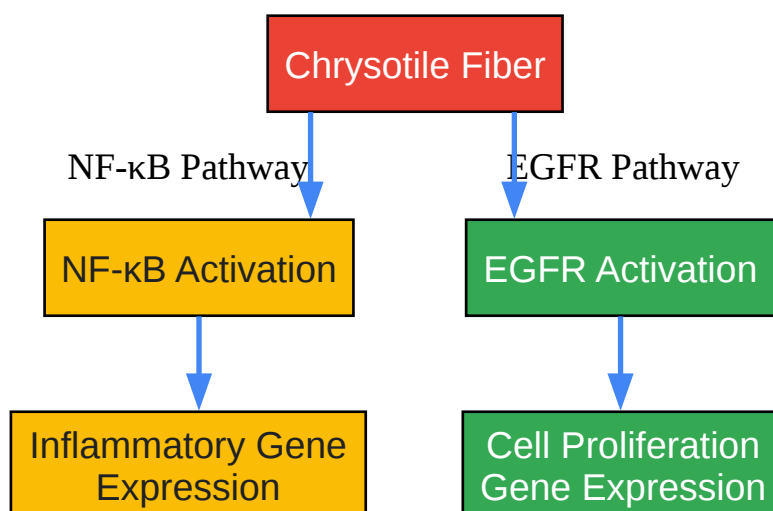 Chrysotile Fiber
NF-κB Pathway
EGFR Pathway
NF-κB Activation
EGFR Activation
Inflammatory Gene
Expression
Cell Proliferation
Gene Expression